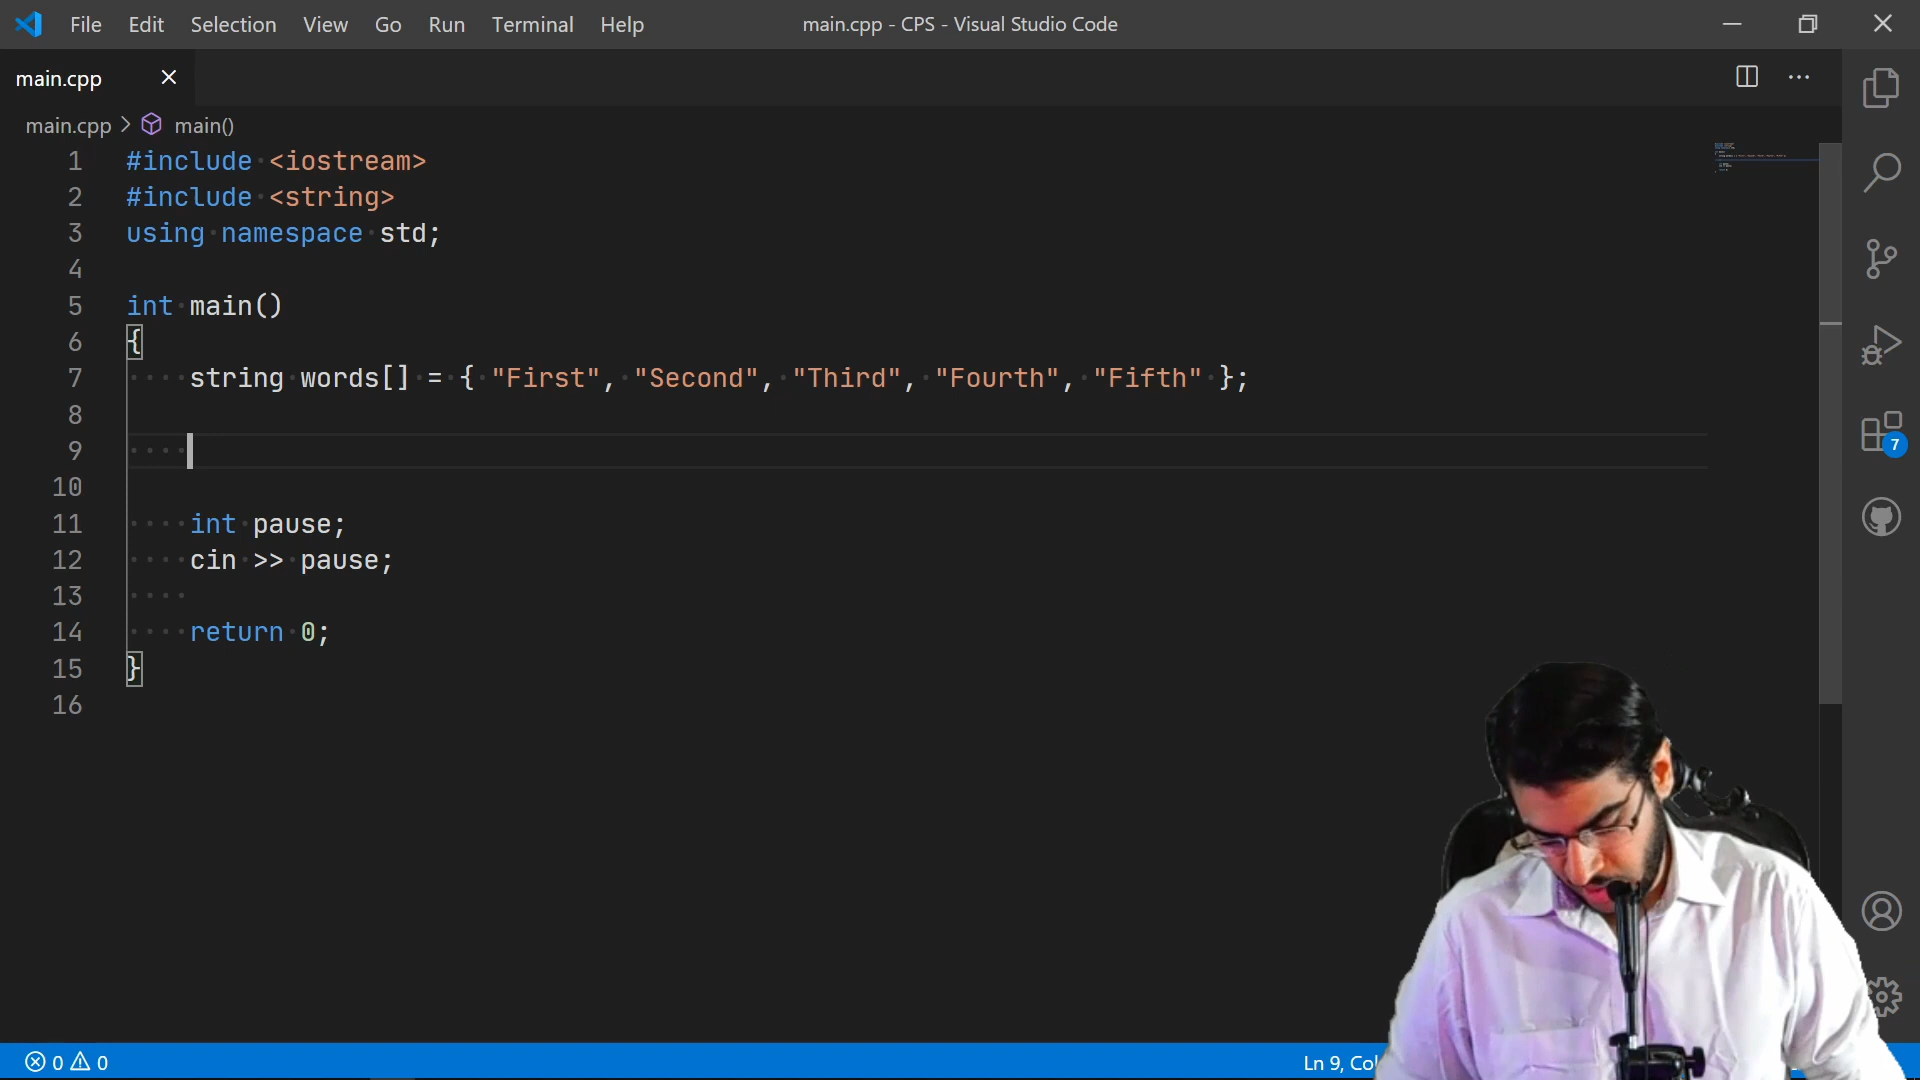 File Edit Selection View Go Run Terminal Help main.cpp - CPS - Visual Studio Code
main.cpp
main.cpp > main()
1 #include <iostream>
2 #include <string>
3 using namespace std;
4
5 int main()
6 {
7 string words[] = { "First", "Second", "Third", "Fourth", "Fifth" };
8
9
10
11 int pause;
12 cin >> pause;
13
14 return 0;
15 }
16
7
0 0 Ln 9,